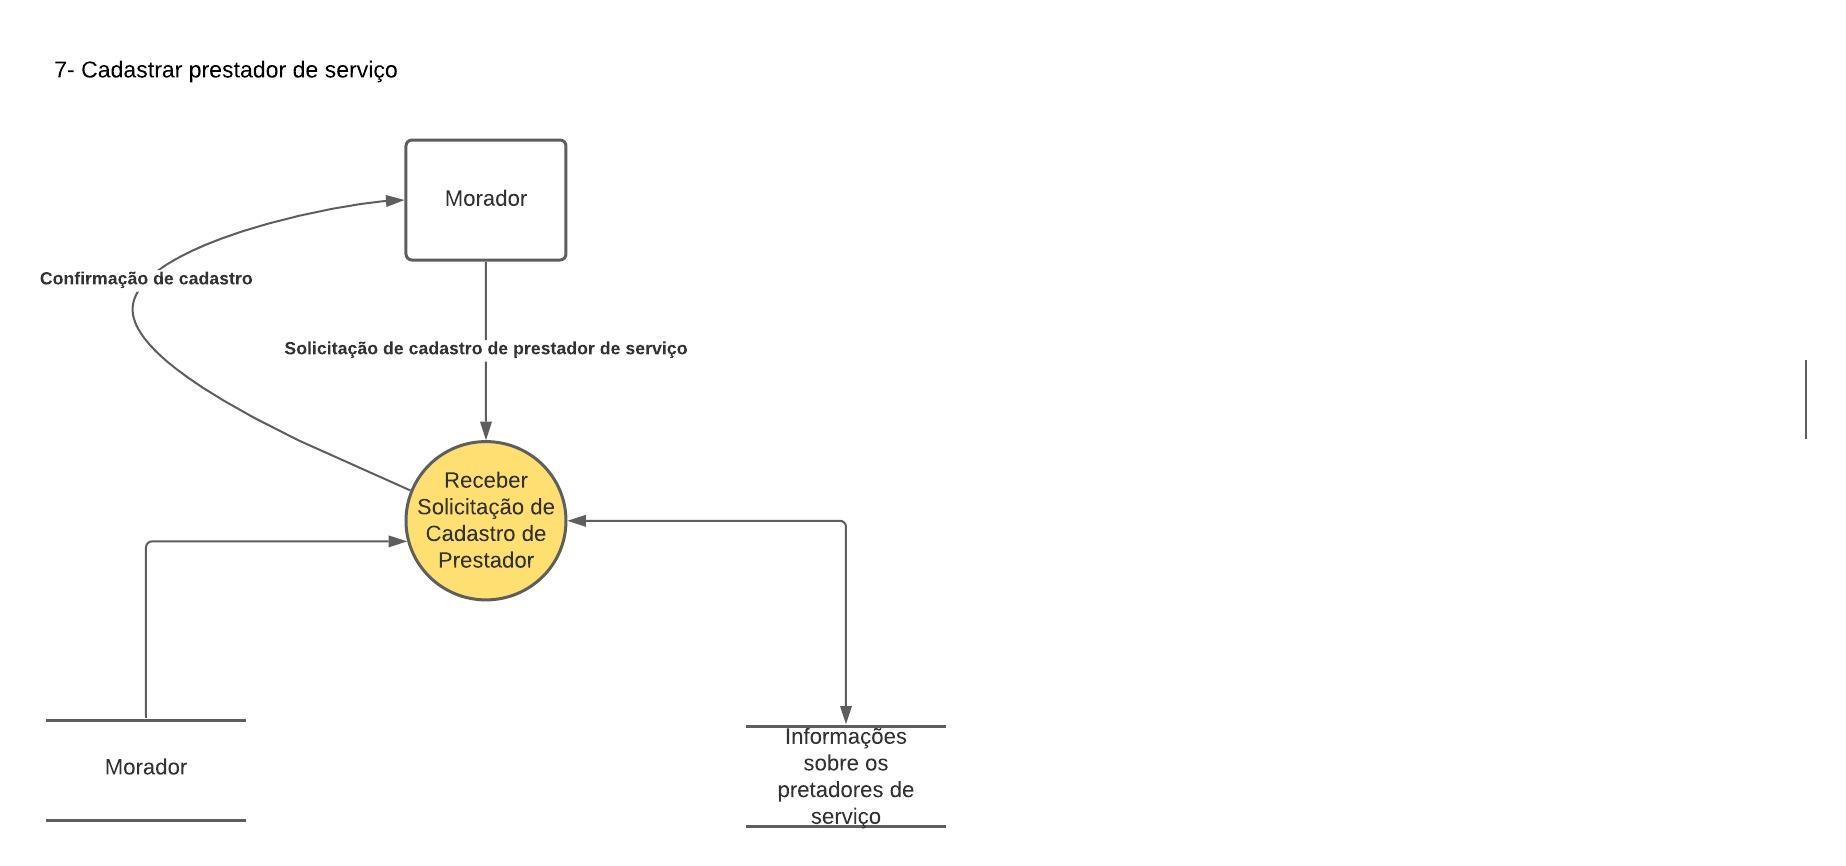 7- Cadastrar prestador de serviço
Morador
Confirmação de cadastro
Solicitação de cadastro de prestador de serviço
Receber
Solicitação de
Cadastro de
Prestador
Morador
Informações
sobre os
pretadores de
serviço